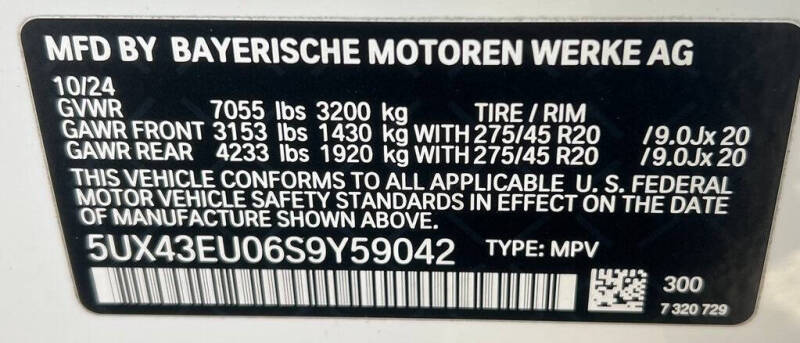 MFD BY BAYERISCHE MOTOREN WERKE AG
10/24
GVWR 7055 lbs 3200 kg TIRE / RIM
GAWR FRONT 3153 lbs 1430 kg WITH 275/45 R20 /9.0Jx 20
GAWR REAR 4233 lbs 1920 kg WITH 275/45 R20 /9.0Jx 20
THIS VEHICLE CONFORMS TO ALL APPLICABLE U. S. FEDERAL
MOTOR VEHICLE SAFETY STANDARDS IN EFFECT ON THE DATE
OF MANUFACTURE SHOWN ABOVE.
5UX43EU06S9Y59042 TYPE: MPV
300
7 320 729